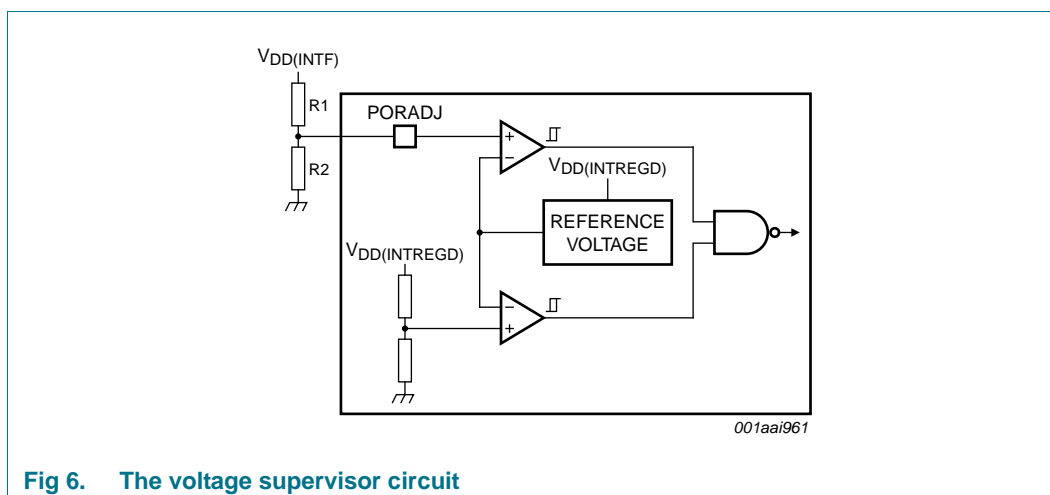 VDD(INTF)
R1
PORADJ
+
−
R2
VDD(INTREGD)
REFERENCE
VOLTAGE
VDD(INTREGD)
−
+
001aai961
Fig 6. The voltage supervisor circuit